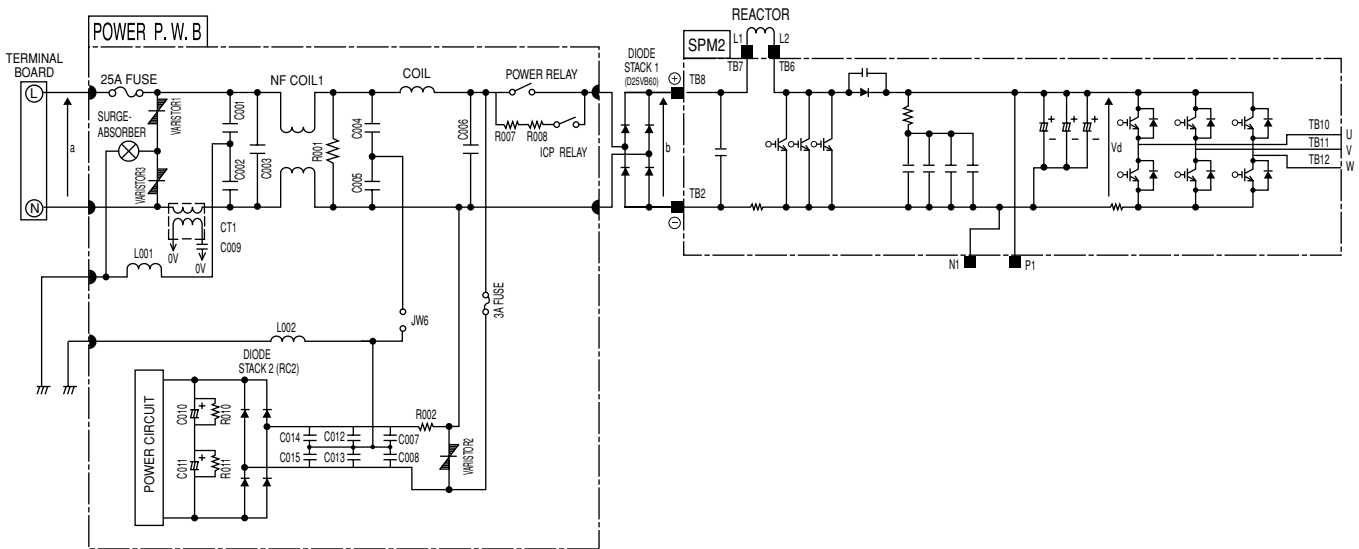 POWER P. W. B
TERMINAL
BOARD
L
N
a
25A FUSE
SURGE-
ABSORBER
VARISTOR1
VARISTOR3
C001
C002
C003
NF COIL1
R001
C004
C005
COIL
C006
POWER RELAY
R007
R008
ICP RELAY
CT1
C009
0V
0V
L001
L002
JW6
3A FUSE
DIODE
STACK 2 (RC2)
POWER CIRCUIT
C010
+
R010
C011
+
R011
C014
C012
C007
C015
C013
C008
R002
VARISTOR2
DIODE
STACK 1
(D25VB60)
+
−
b
REACTOR
L1
L2
SPM2
TB8
TB7
TB6
TB2
N1
P1
+
−
+
−
+
−
Vd
TB10
U
TB11
V
TB12
W